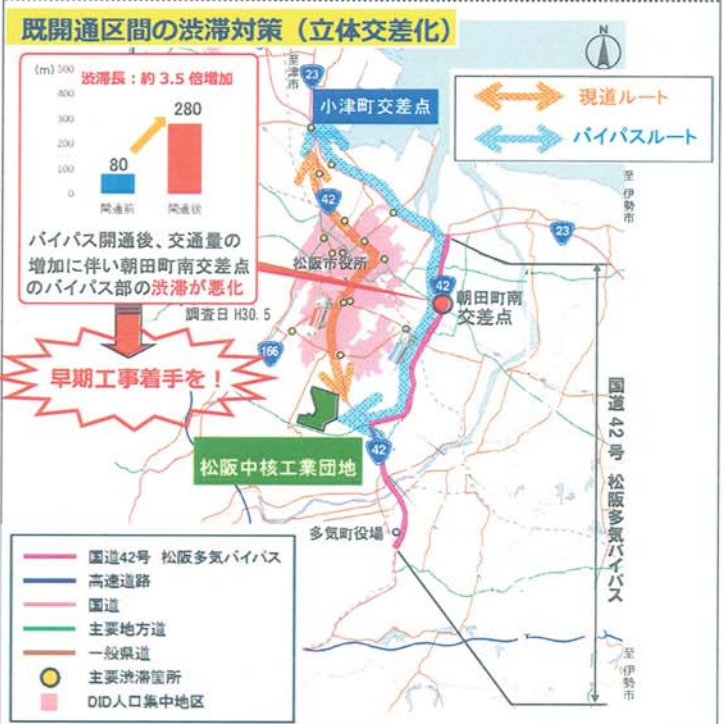 既開通区間の渋滞対策（立体交差化）
至 津市
23
N
(m)
渋滞長：約3.5倍増加
500
400
300
200
100
0
80
280
開通前
開通後
バイパス開通後、交通量の
増加に伴い朝田町南交差点
のバイパス部の渋滞が悪化
調査日 H30.5
早期工事着手を！
小津町交差点
現道ルート
バイパスルート
至 伊勢市
23
42
松阪市役所
42
朝田町南
交差点
166
松阪中核工業団地
42
多気町役場
国道42号 松阪多気バイパス
至 伊勢市
国道42号 松阪多気バイパス
高速道路
国道
主要地方道
一般県道
主要渋滞箇所
DID人口集中地区